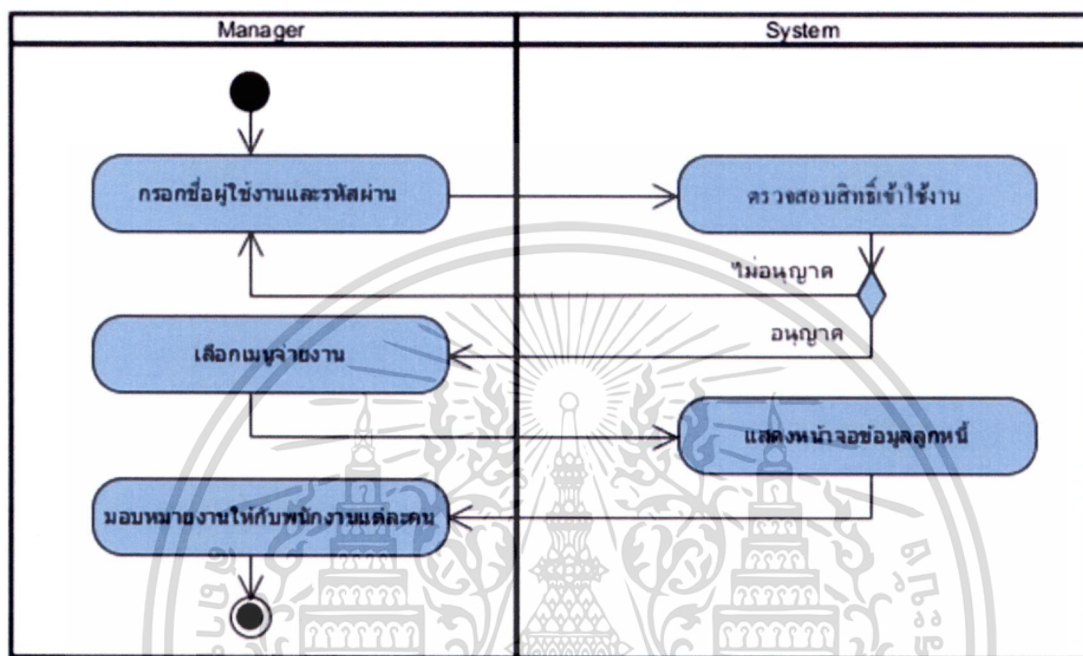 Manager
System
กรอกชื่อผู้ใช้งานและรหัสผ่าน
ตรวจสอบสิทธิ์เข้าใช้งาน
ไม่อนุญาต
อนุญาต
เลือกเมนูจ่ายงาน
แสดงหน้าจอข้อมูลลูกหนี้
มอบหมายงานให้กับพนักงานแต่ละคน